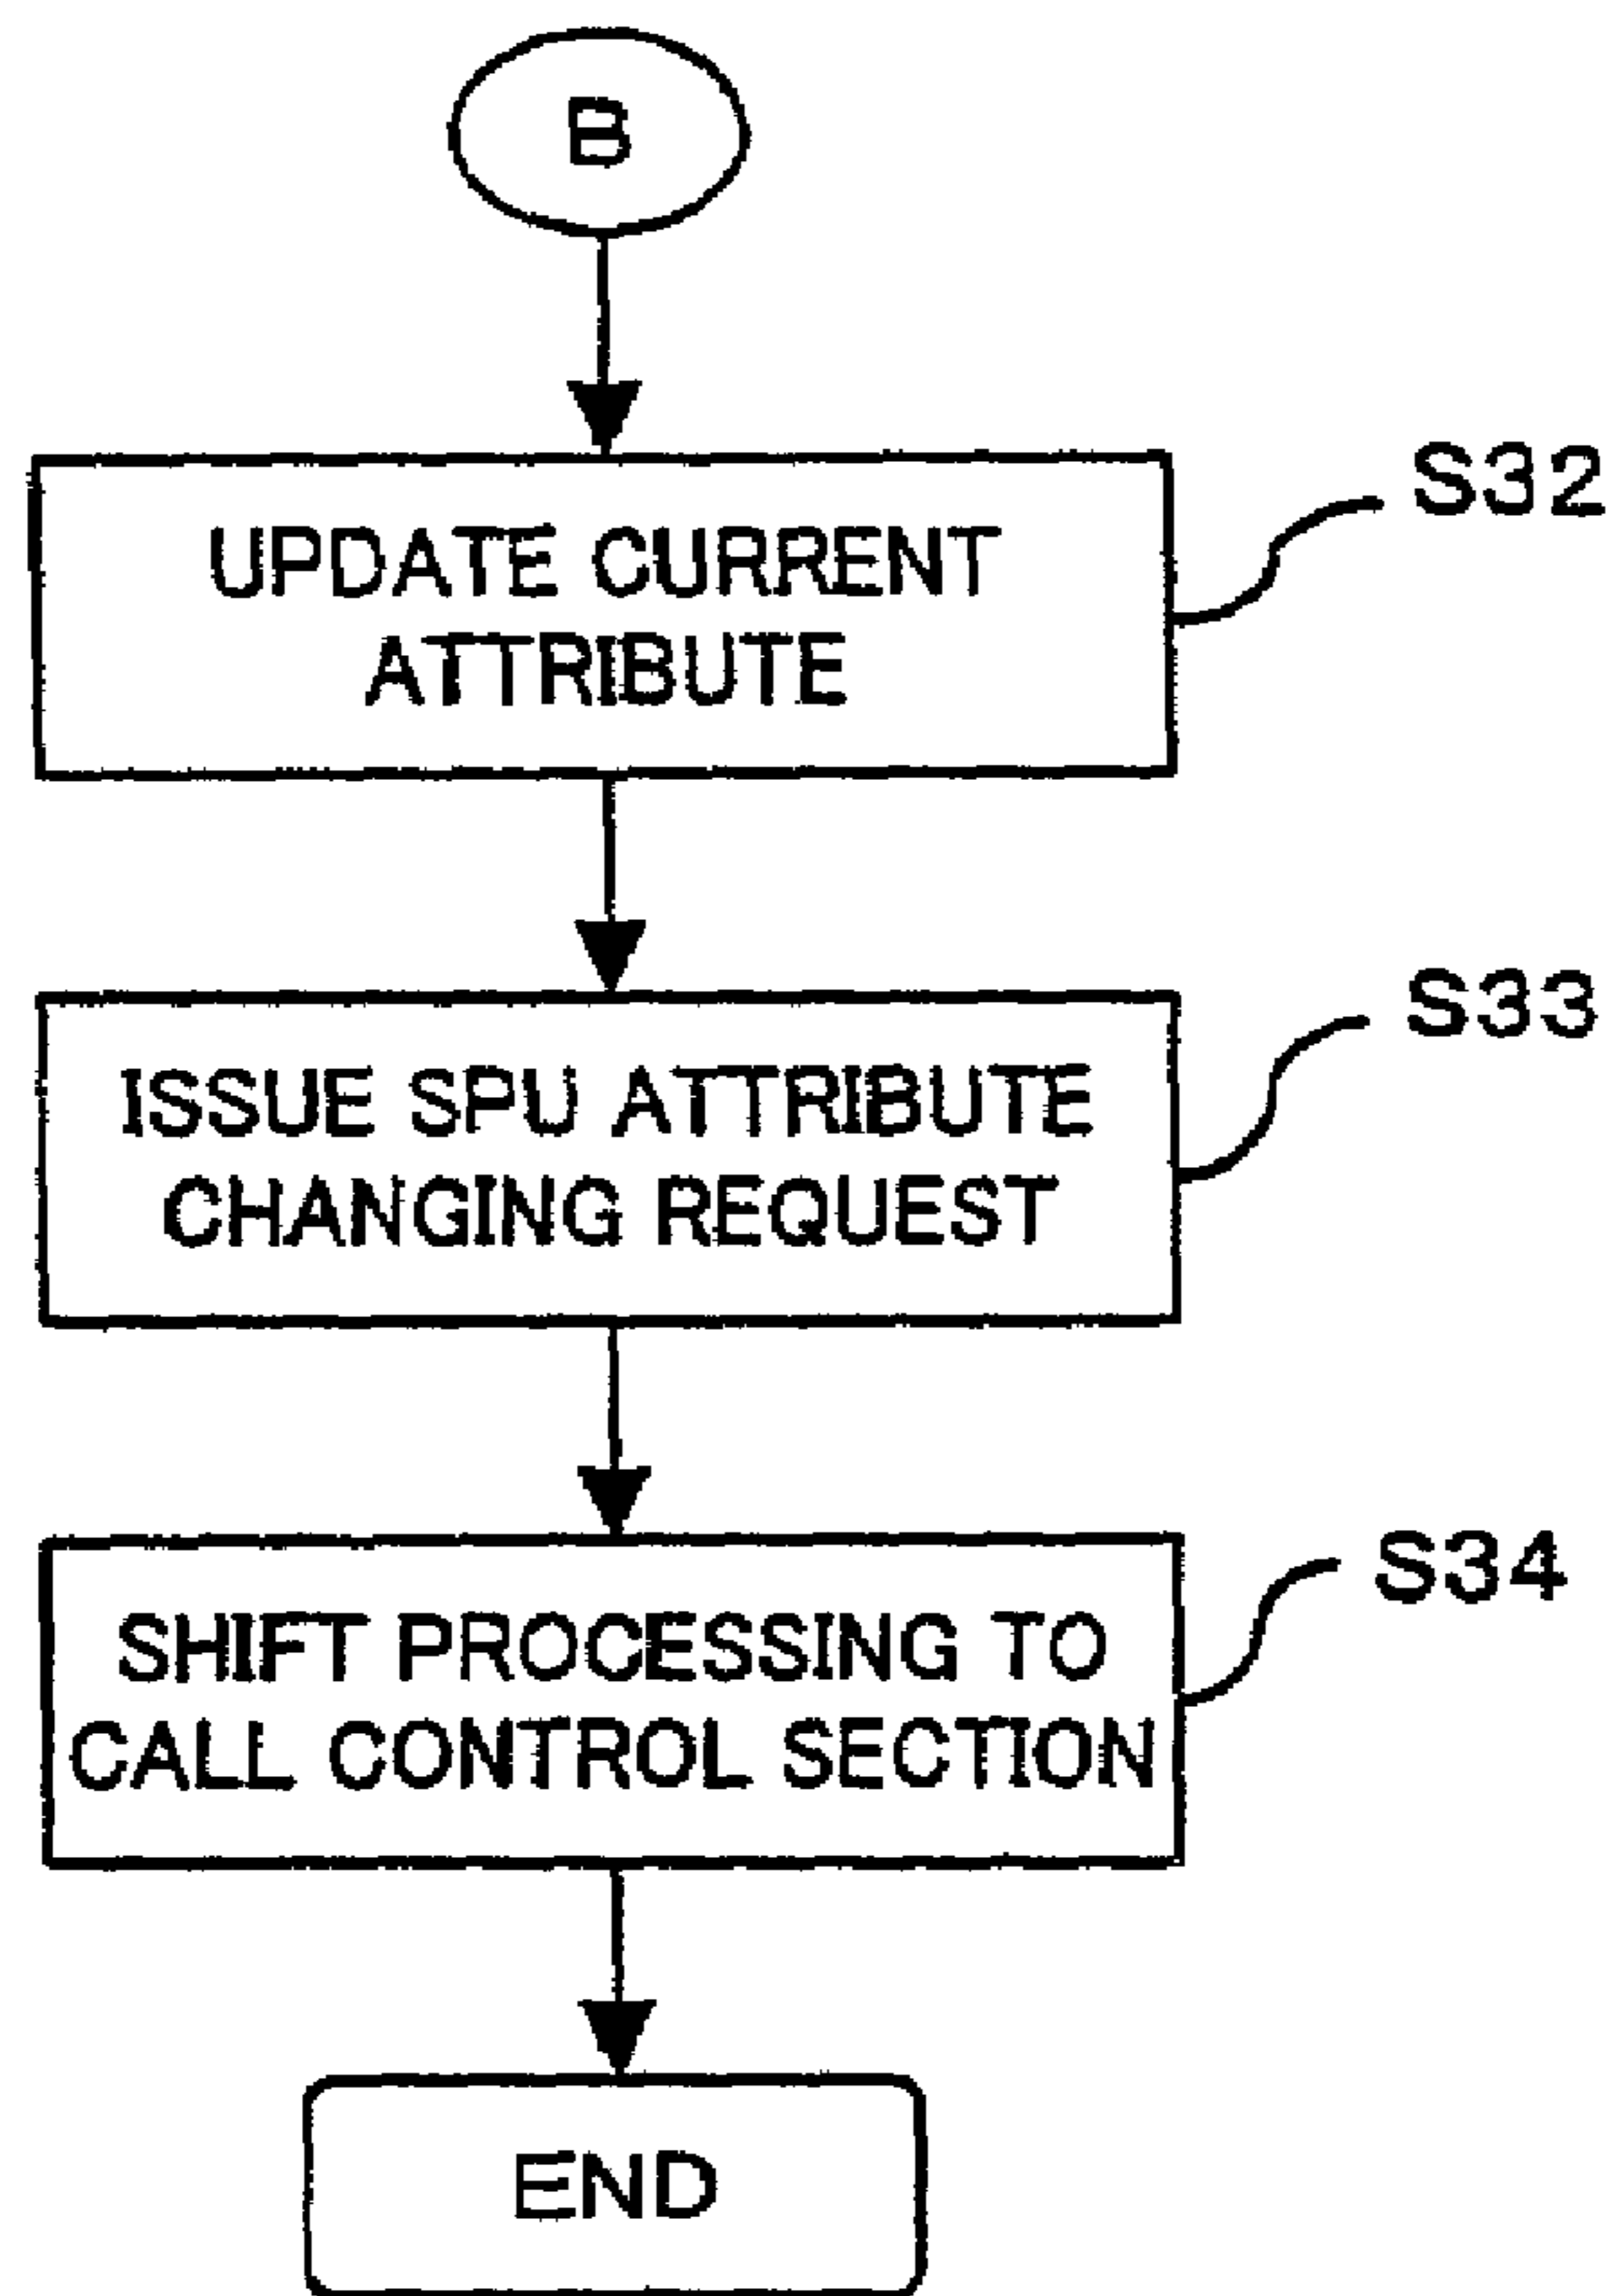 B
UPDATE CURRENT
ATTRIBUTE
S32
ISSUE SPU ATTRIBUTE
CHANGING REQUEST
S33
SHIFT PROCESSING TO
CALL CONTROL SECTION
S34
END